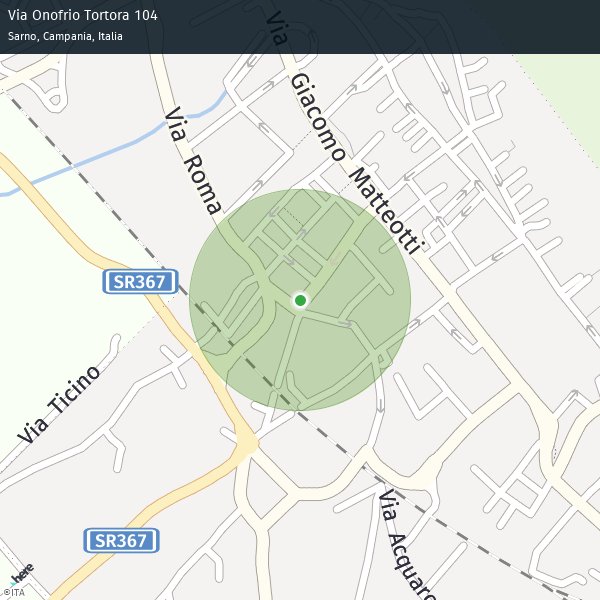 Via Onofrio Tortora 104
Sarno, Campania, Italia
Via Giacomo Matteotti
Via Roma
SR367
Via Ticino
SR367
Via Acquaro
here
©ITA